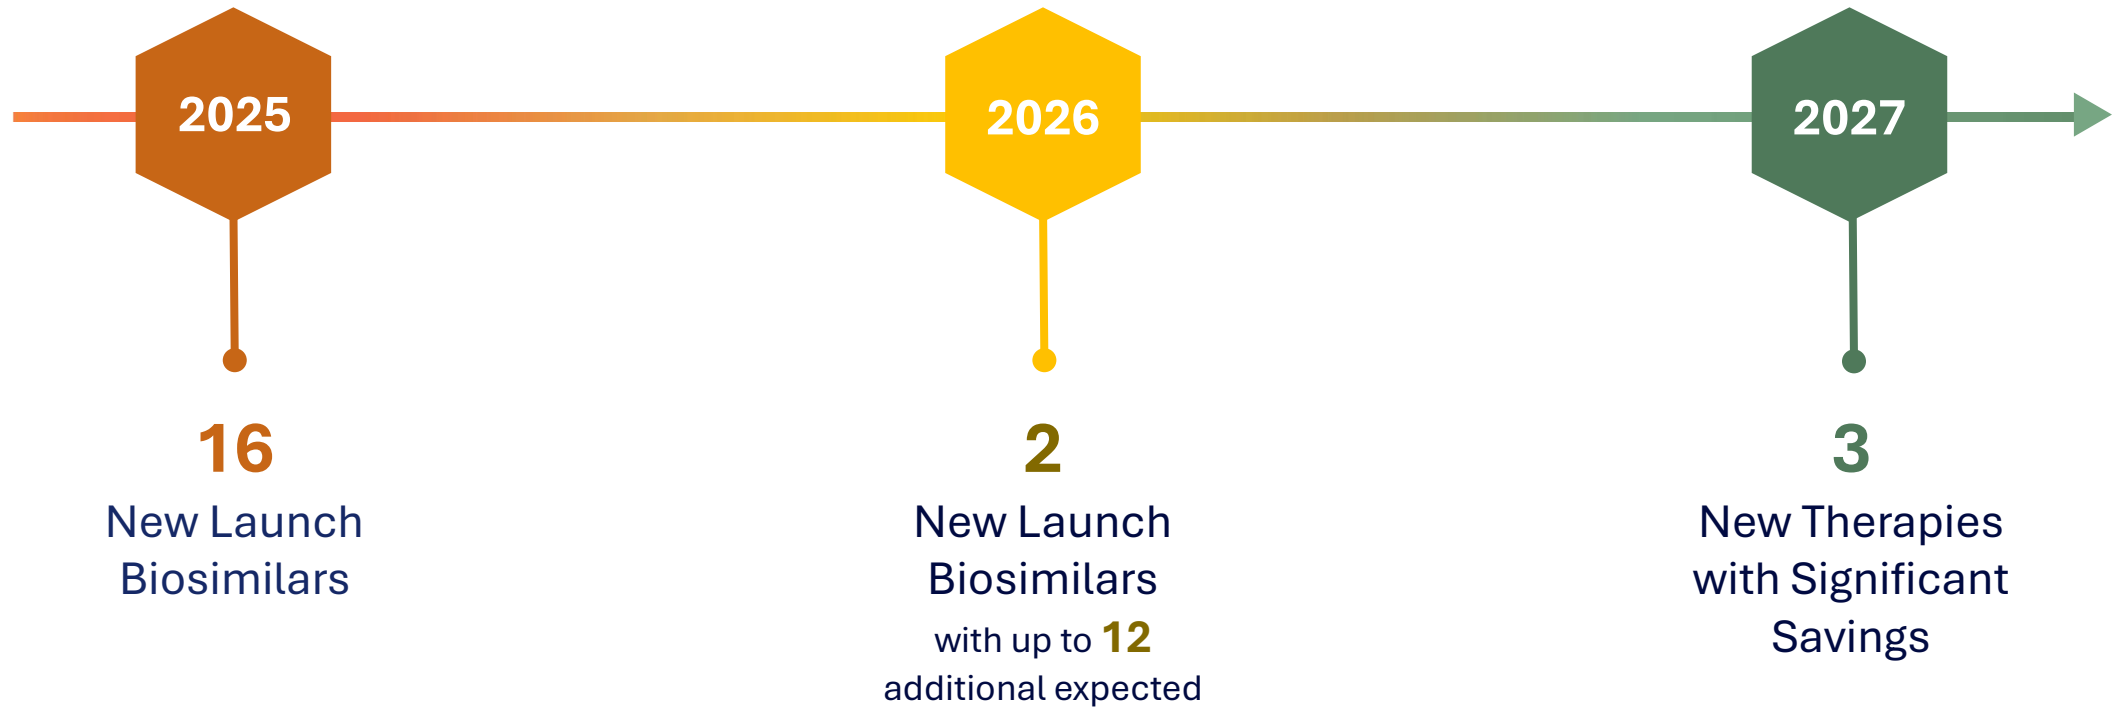 2025
2026
2027
16
New Launch
Biosimilars
2
New Launch
Biosimilars
with up to 12
additional expected
3
New Therapies
with Significant
Savings